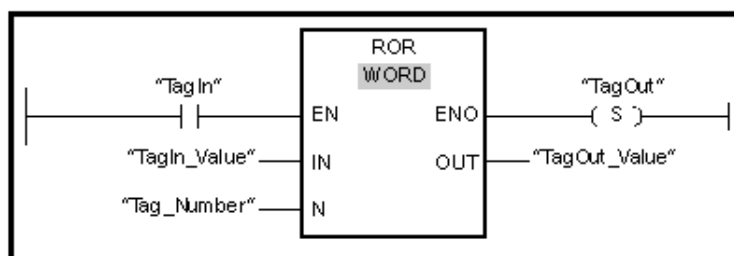 ROR
WORD
"TagIn"
"TagOut"
EN
ENO
( S )
"TagIn_Value"
IN
OUT
"TagOut_Value"
"Tag_Number"
N